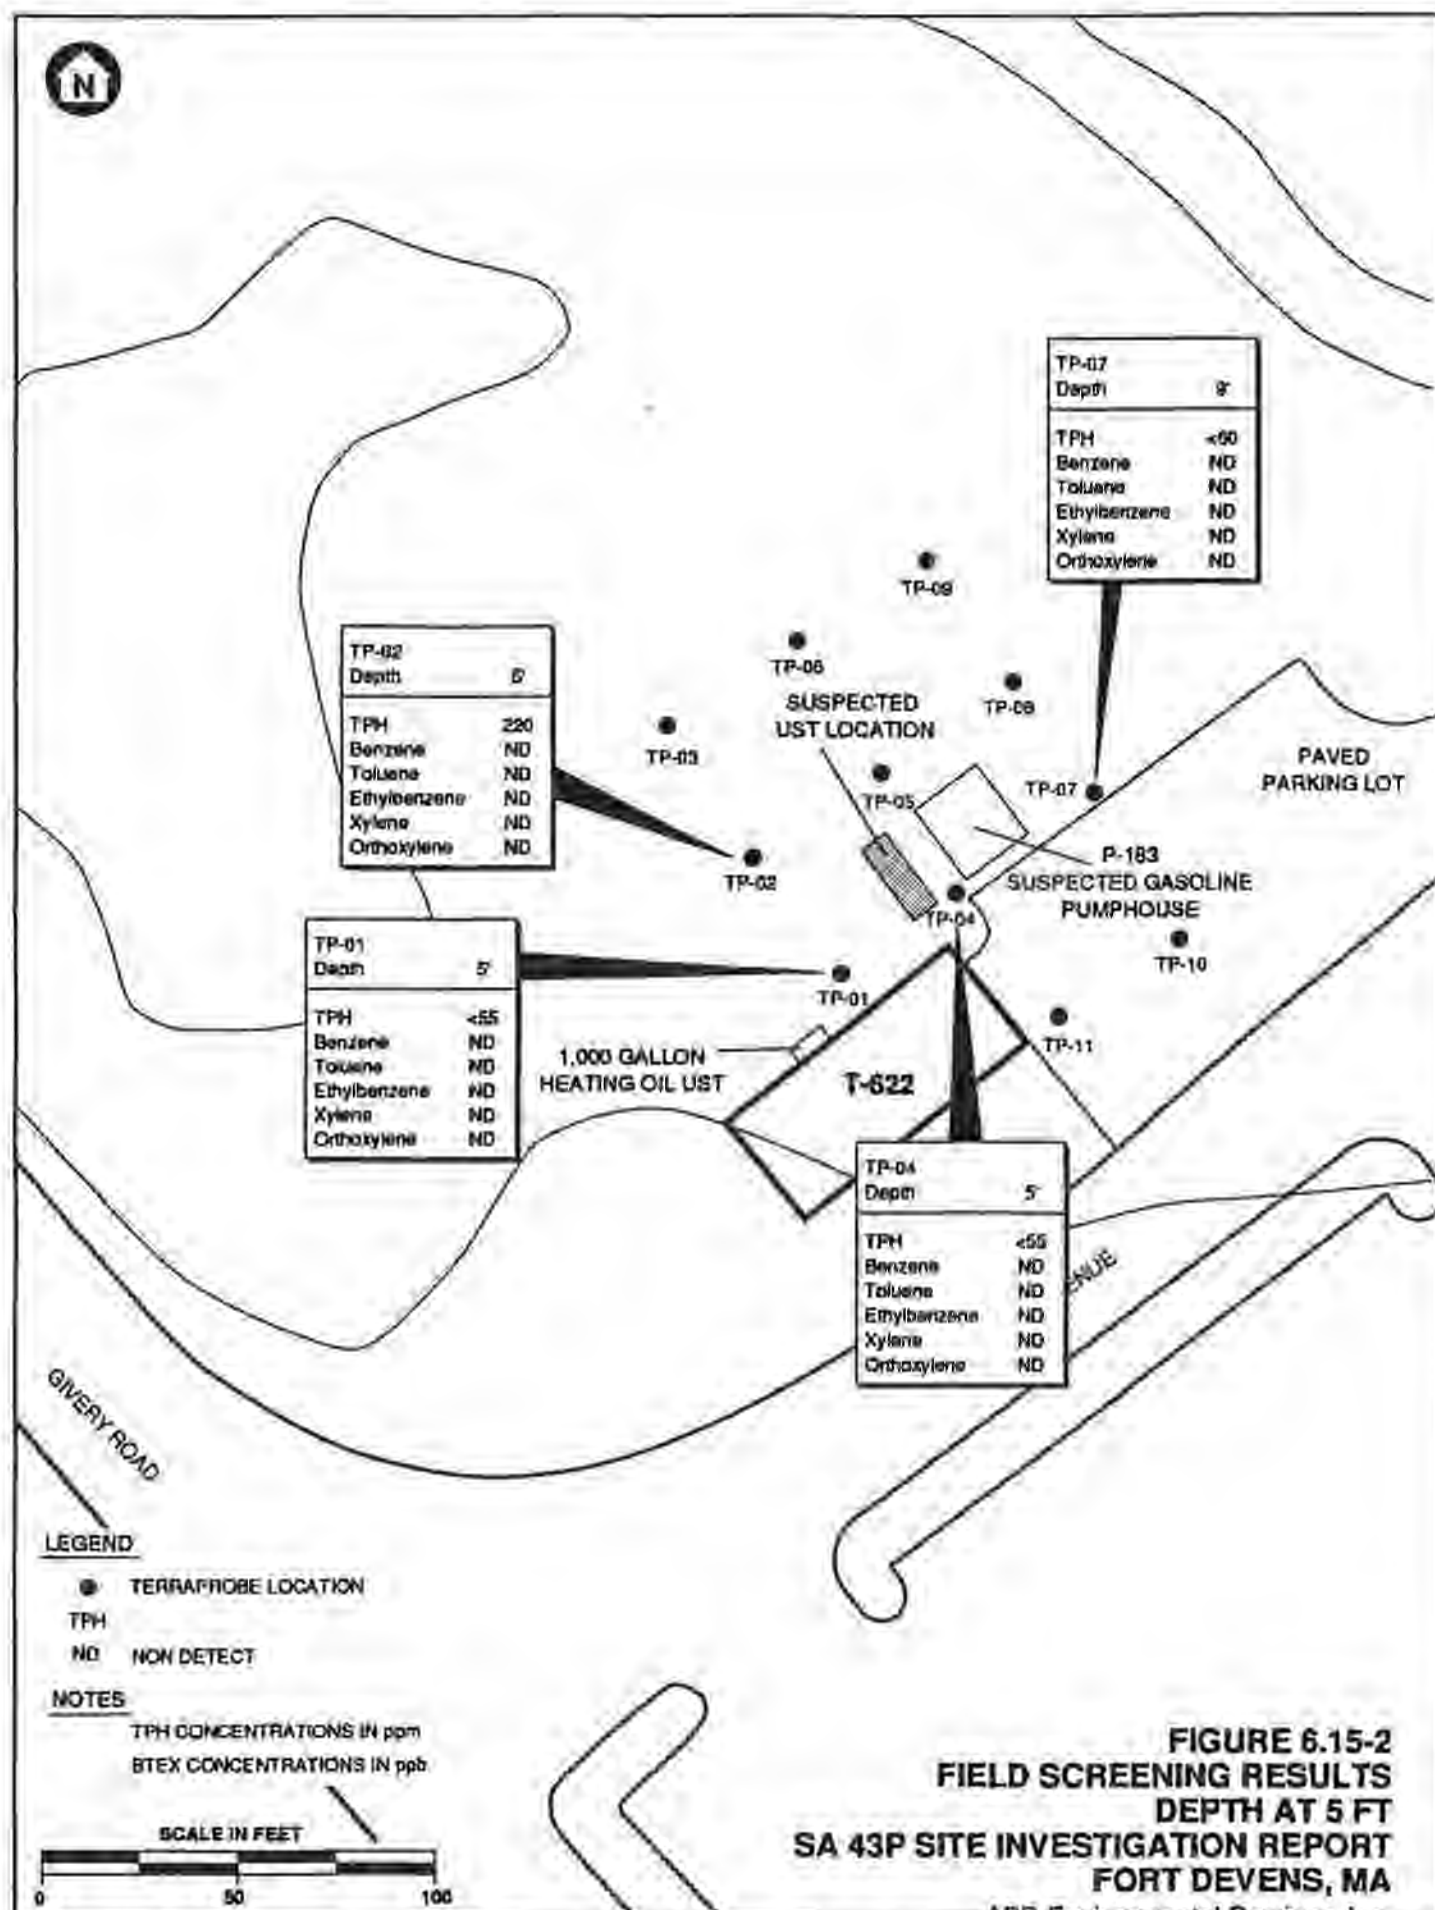 N
TP-07
Depth 9'
TPH <60
Benzene ND
Toluene ND
Ethylbenzene ND
Xylene ND
Orthoxylene ND
TP-09
TP-02
Depth
TPH 220
Benzene ND
Toluene ND
Ethylbenzene ND
Xylene ND
Orthoxylene ND
TP-06
TP-08
SUSPECTED
UST LOCATION
TP-03
PAVED
PARKING LOT
TP-05
TP-07
P-183
SUSPECTED GASOLINE
PUMPHOUSE
TP-02
TP-04
TP-10
TP-01
Depth 5'
TPH <55
Benzene ND
Toluene ND
Ethylbenzene ND
Xylene ND
Orthoxylene ND
TP-01
TP-11
1,000 GALLON
HEATING OIL UST
T-622
TP-04
Depth 5'
TPH <55
Benzene ND
Toluene ND
Ethylbenzene ND
Xylene ND
Orthoxylene ND
ENUE
GIVERY ROAD
LEGEND
TERRAPROBE LOCATION
TPH
ND NON DETECT
NOTES
TPH CONCENTRATIONS IN ppm
BTEX CONCENTRATIONS IN ppb
SCALE IN FEET
0 50 100
FIGURE 6.15-2
FIELD SCREENING RESULTS
DEPTH AT 5 FT
SA 43P SITE INVESTIGATION REPORT
FORT DEVENS, MA